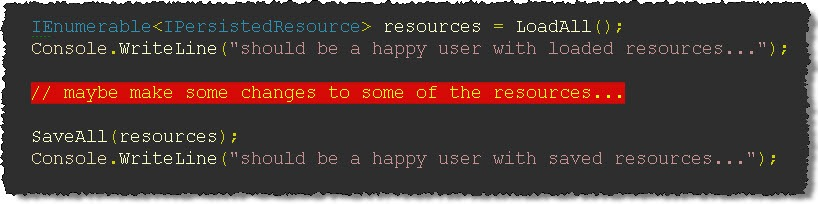 IEnumerable<IPersistedResource> resources = LoadAll();
Console.WriteLine("should be a happy user with loaded resources...");
// maybe make some changes to some of the resources...
SaveAll(resources);
Console.WriteLine("should be a happy user with saved resources...");